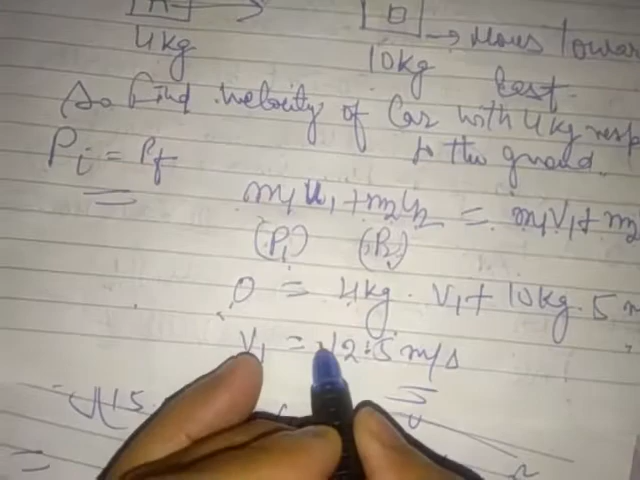 A B → Moves towar
4kg 10kg East.
So Find velocity of Car with 4kg resp
to the ground.
Pi = Pf
m1u1 + m2u2 = m1v1 + m2
(P1) (P2)
0 = 4kg . V1 + 10kg . 5 m
V1 = 12.5 m/s